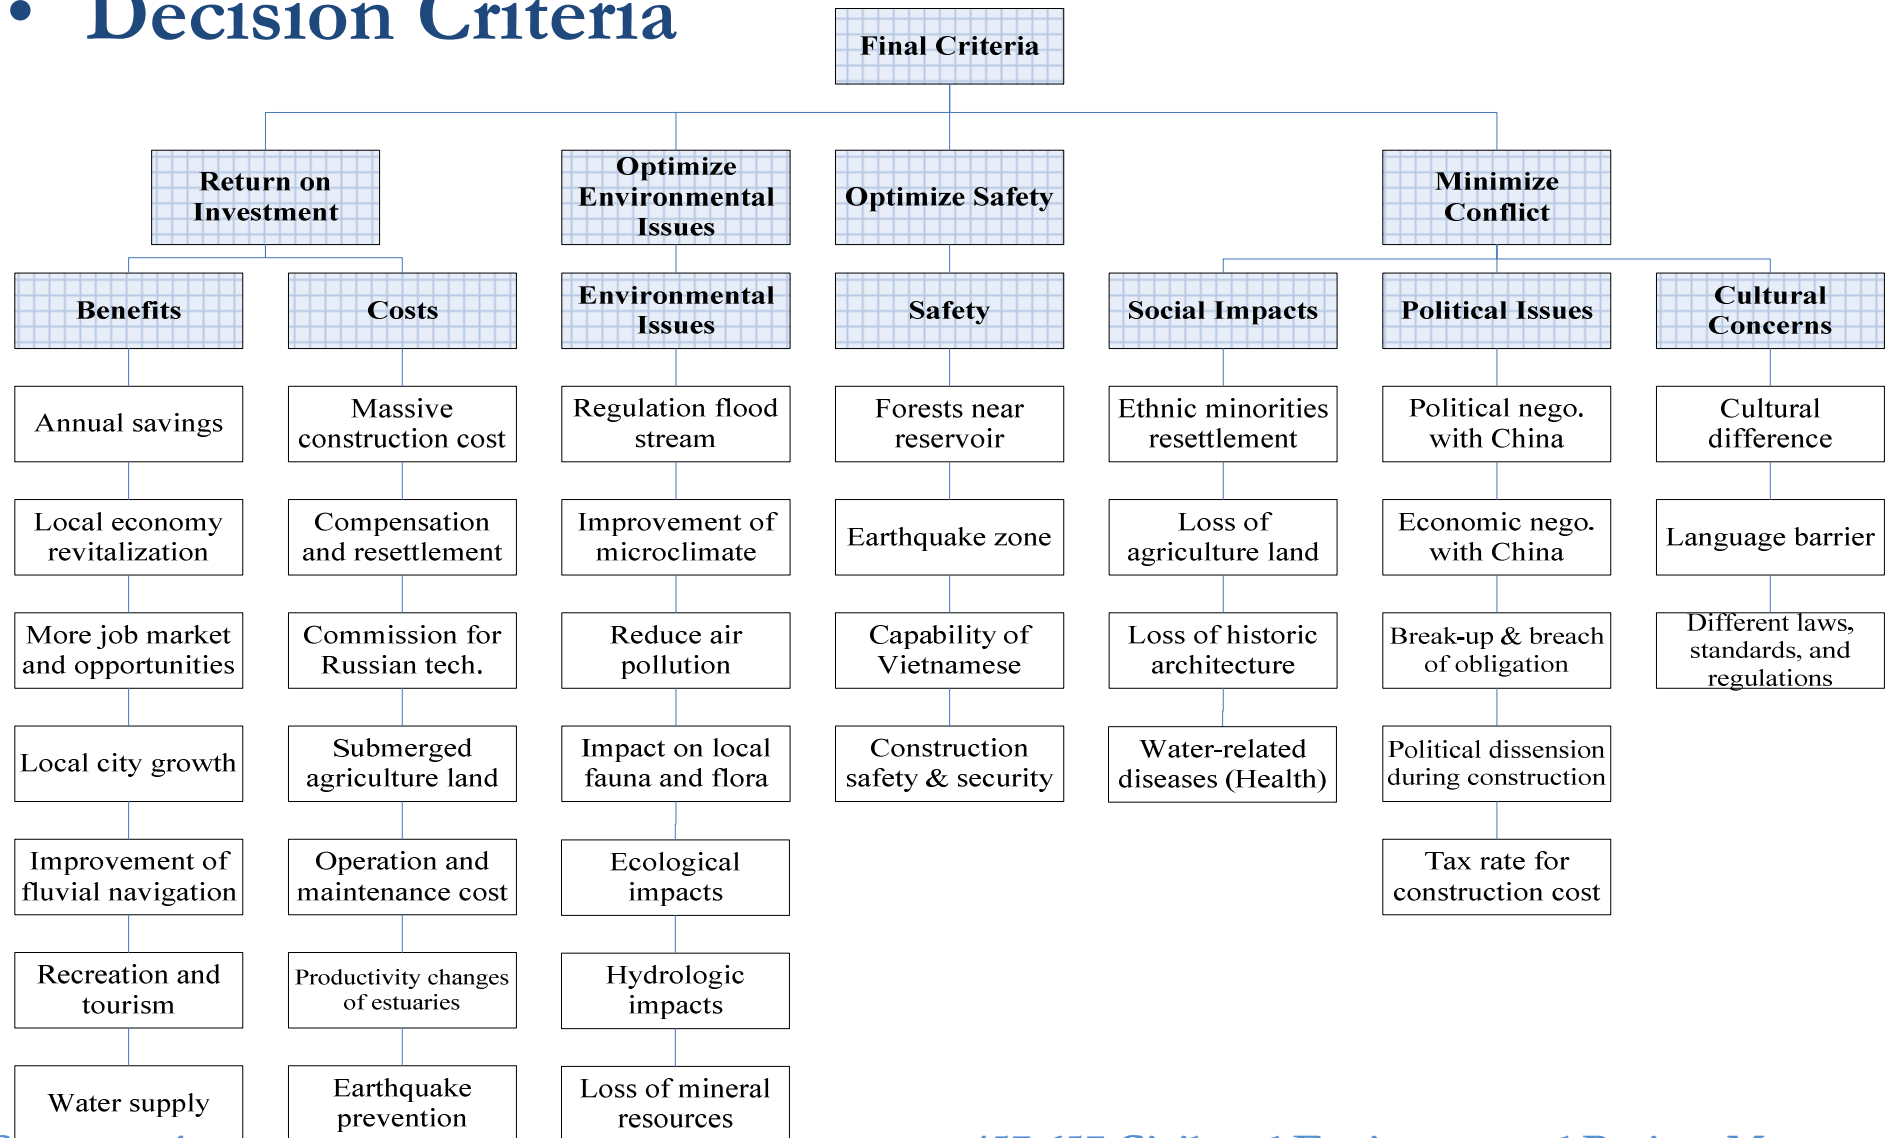 • Decision Criteria
Final Criteria
Return on
Investment
Optimize
Environmental
Issues
Optimize Safety
Minimize
Conflict
Benefits
Costs
Environmental
Issues
Safety
Social Impacts
Political Issues
Cultural
Concerns
Annual savings
Local economy
revitalization
More job market
and opportunities
Local city growth
Improvement of
fluvial navigation
Recreation and
tourism
Water supply
Massive
construction cost
Compensation
and resettlement
Commission for
Russian tech.
Submerged
agriculture land
Operation and
maintenance cost
Productivity changes
of estuaries
Earthquake
prevention
Regulation flood
stream
Improvement of
microclimate
Reduce air
pollution
Impact on local
fauna and flora
Ecological
impacts
Hydrologic
impacts
Loss of mineral
resources
Forests near
reservoir
Earthquake zone
Capability of
Vietnamese
Construction
safety & security
Ethnic minorities
resettlement
Loss of
agriculture land
Loss of historic
architecture
Water-related
diseases (Health)
Political nego.
with China
Economic nego.
with China
Break-up & breach
of obligation
Political dissension
during construction
Tax rate for
construction cost
Cultural
difference
Language barrier
Different laws,
standards, and
regulations